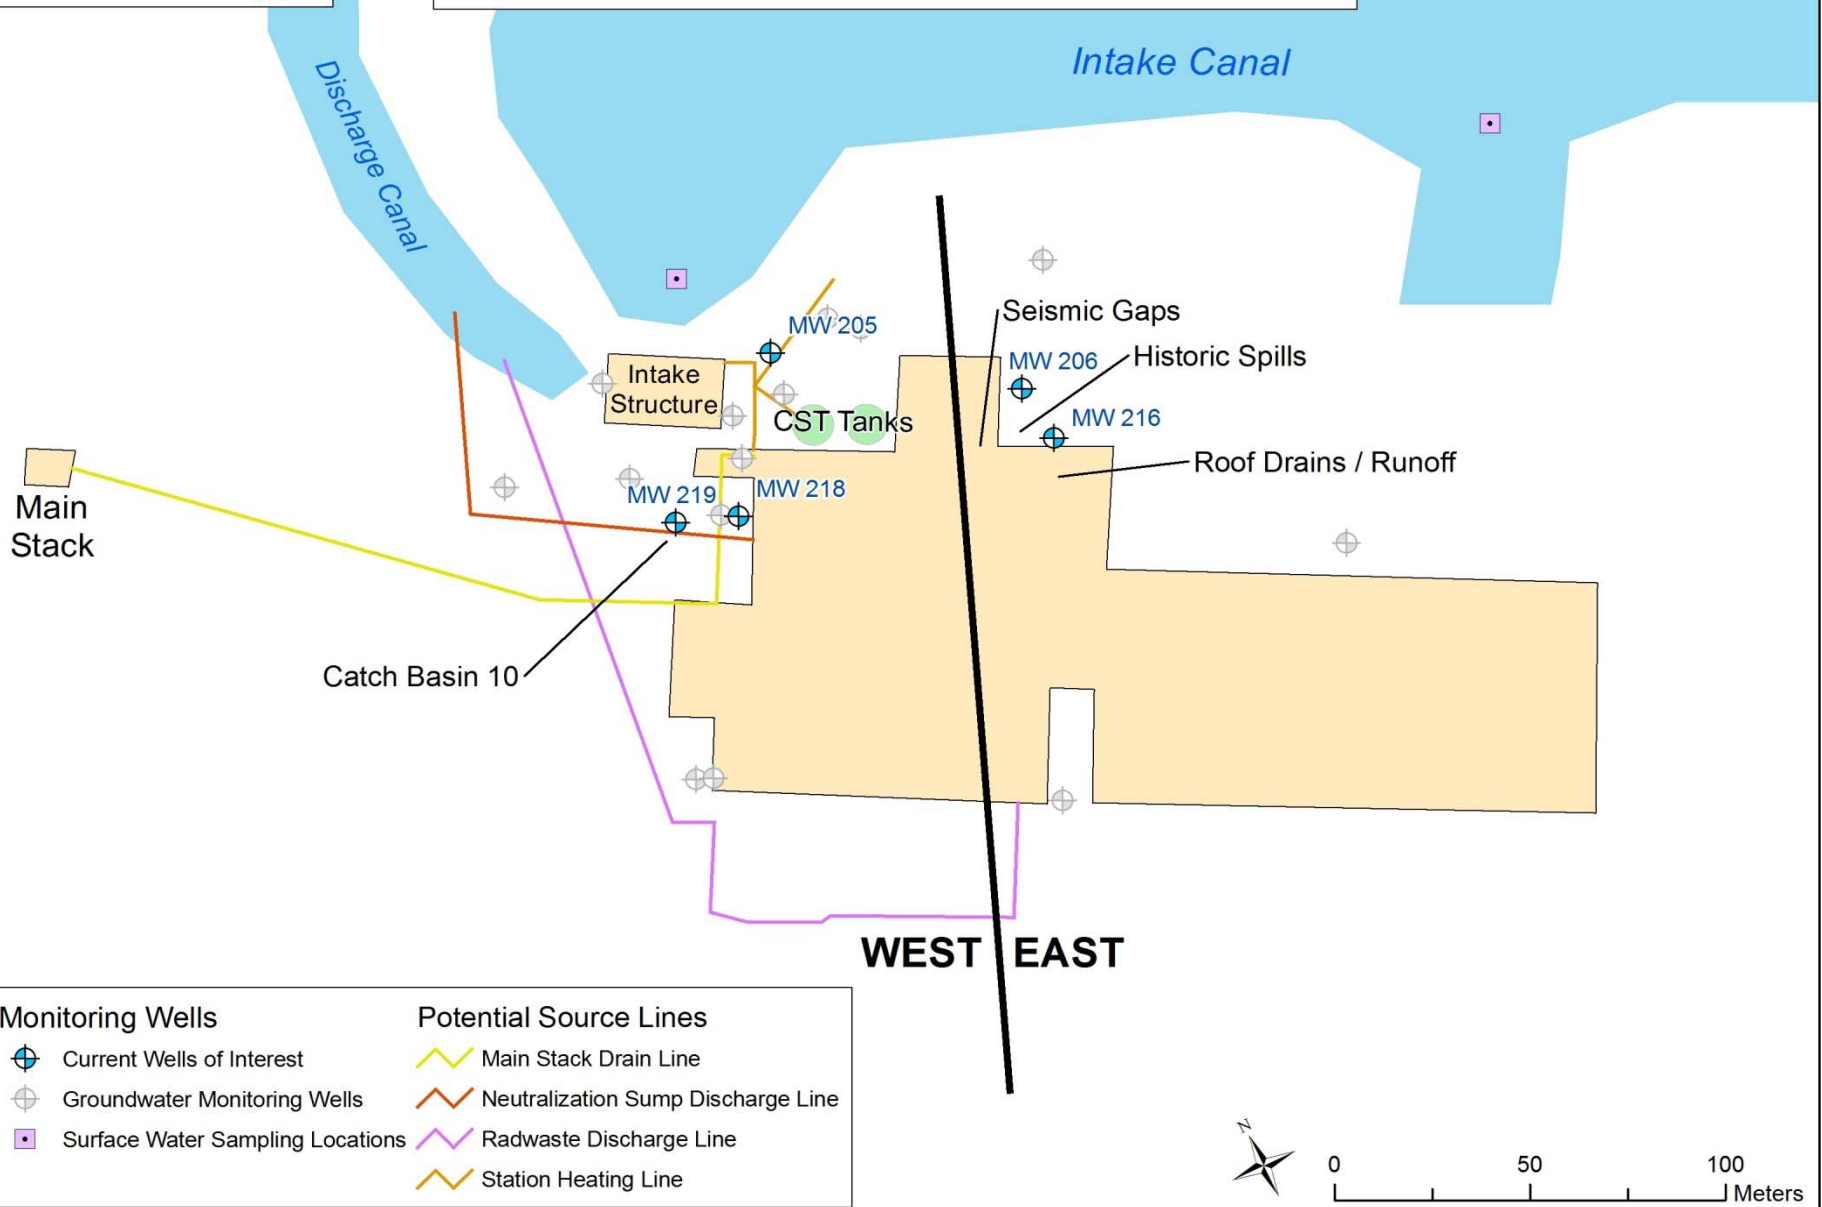 Intake Canal
Discharge Canal
Seismic Gaps
MW 205
MW 206
Historic Spills
Intake
Structure
CST Tanks
MW 216
Roof Drains / Runoff
MW 219
MW 218
Main
Stack
Catch Basin 10
WEST EAST
Monitoring Wells
Current Wells of Interest
Groundwater Monitoring Wells
Surface Water Sampling Locations
Potential Source Lines
Main Stack Drain Line
Neutralization Sump Discharge Line
Radwaste Discharge Line
Station Heating Line
N
0 50 100
Meters